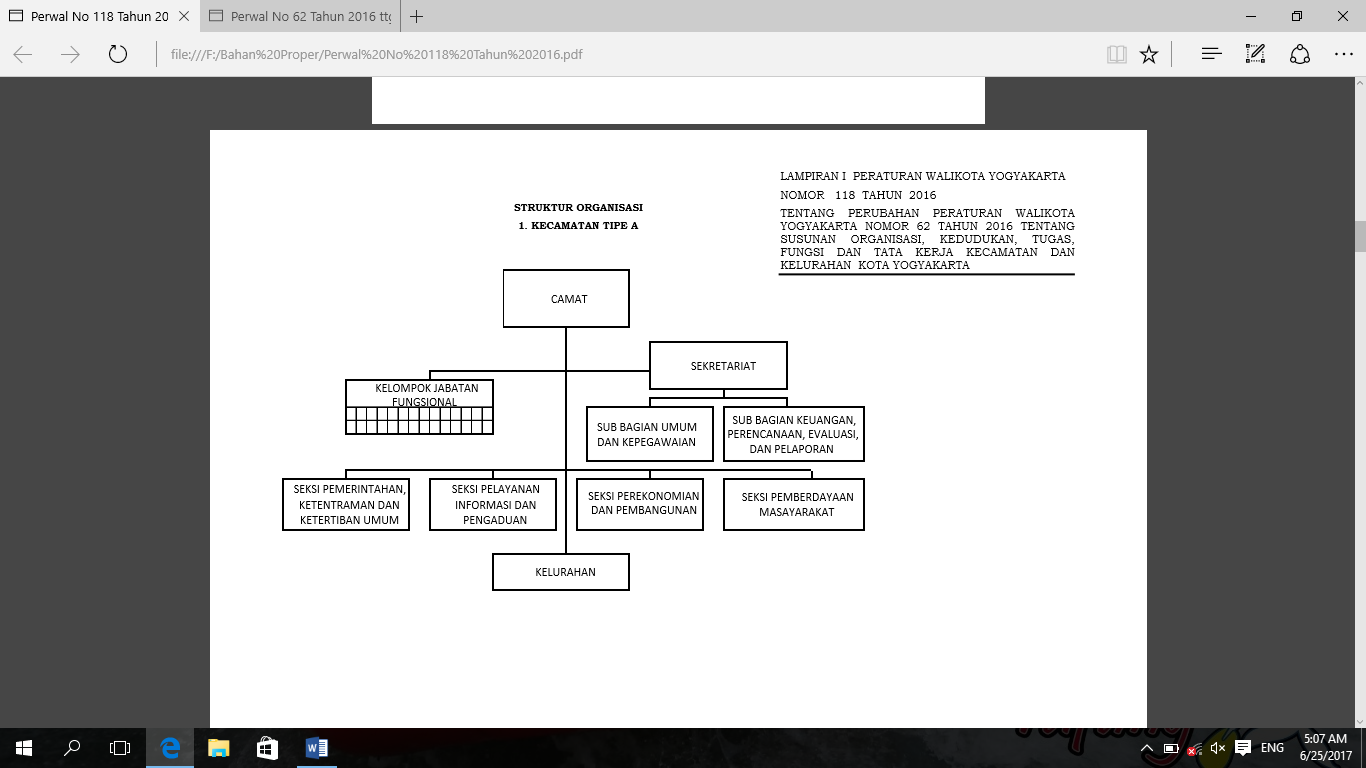 Perwal No 118 Tahun 20
Perwal No 62 Tahun 2016 ttg
file:///F:/Bahan%20Proper/Perwal%20No%20118%20Tahun%202016.pdf
LAMPIRAN I PERATURAN WALIKOTA YOGYAKARTA
NOMOR 118 TAHUN 2016
TENTANG PERUBAHAN PERATURAN WALIKOTA
YOGYAKARTA NOMOR 62 TAHUN 2016 TENTANG
SUSUNAN ORGANISASI, KEDUDUKAN, TUGAS,
FUNGSI DAN TATA KERJA KECAMATAN DAN
KELURAHAN KOTA YOGYAKARTA
STRUKTUR ORGANISASI
1. KECAMATAN TIPE A
CAMAT
SEKRETARIAT
KELOMPOK JABATAN
FUNGSIONAL
SUB BAGIAN UMUM
DAN KEPEGAWAIAN
SUB BAGIAN KEUANGAN,
PERENCANAAN, EVALUASI,
DAN PELAPORAN
SEKSI PEMERINTAHAN,
KETENTRAMAN DAN
KETERTIBAN UMUM
SEKSI PELAYANAN
INFORMASI DAN
PENGADUAN
SEKSI PEREKONOMIAN
DAN PEMBANGUNAN
SEKSI PEMBERDAYAAN
MASAYARAKAT
KELURAHAN
ENG
5:07 AM
6/25/2017